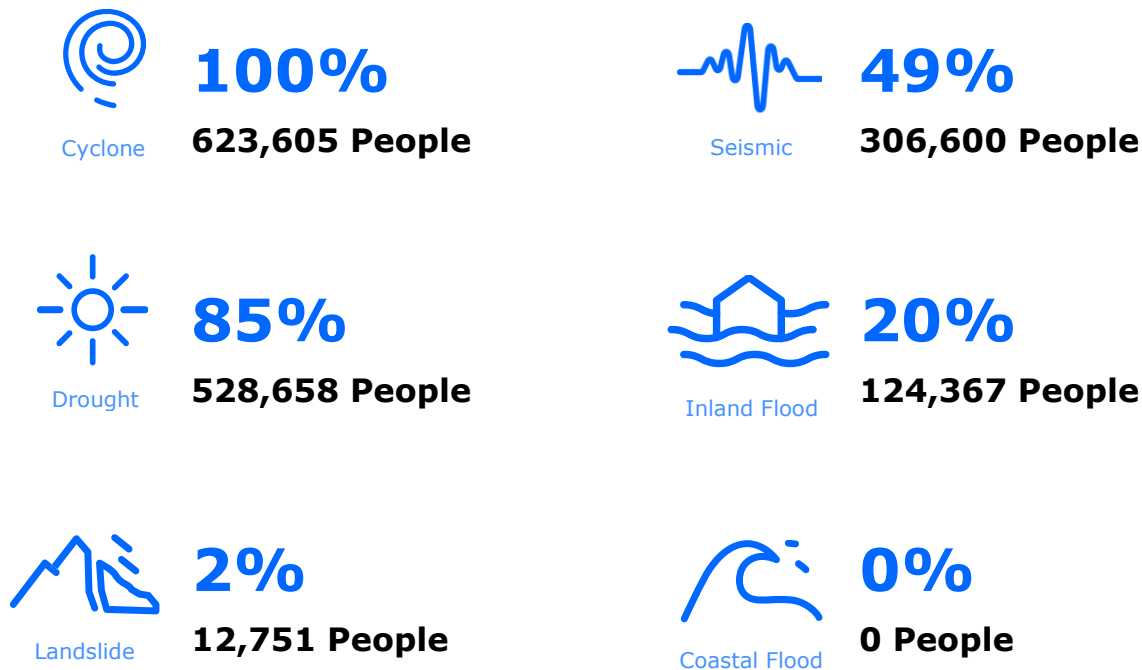 100%
623,605 People
Cyclone
49%
306,600 People
Seismic
85%
528,658 People
Drought
20%
124,367 People
Inland Flood
2%
12,751 People
Landslide
0%
0 People
Coastal Flood